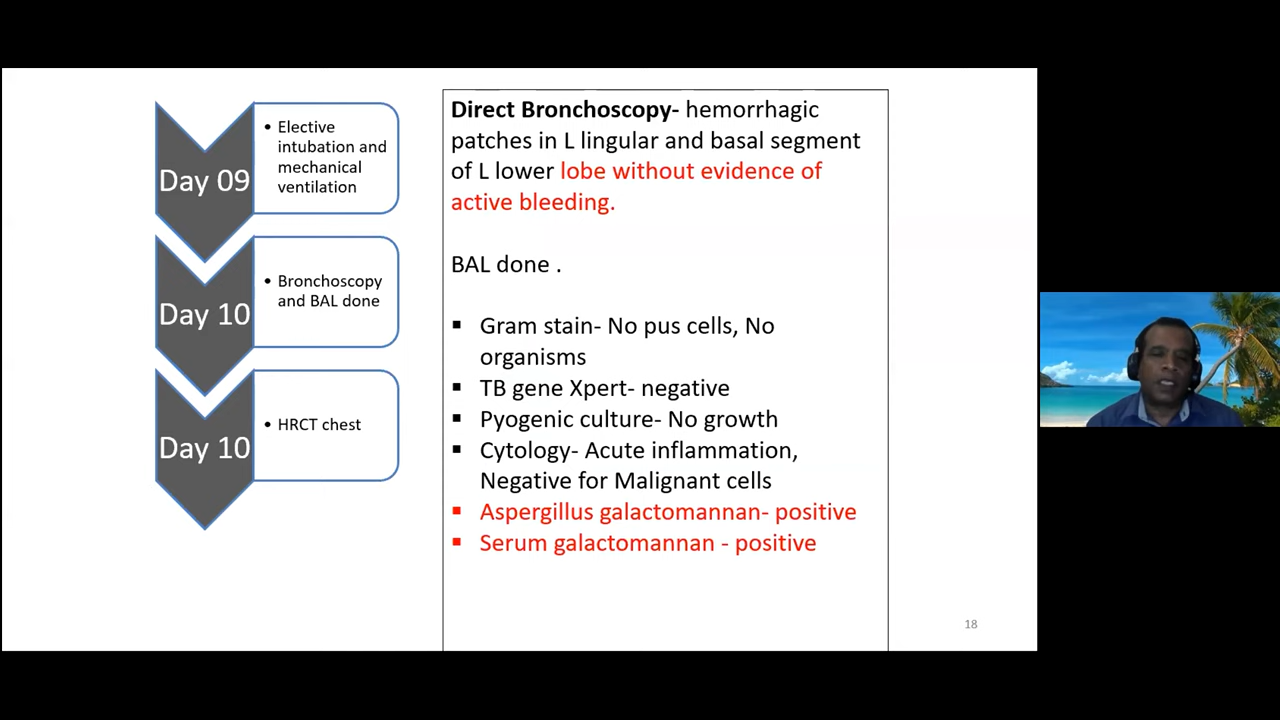 Day 09
• Elective
intubation and
mechanical
ventilation
Day 10
• Bronchoscopy
and BAL done
Day 10
• HRCT chest
Direct Bronchoscopy- hemorrhagic
patches in L lingular and basal segment
of L lower lobe without evidence of
active bleeding.
BAL done .
▪ Gram stain- No pus cells, No
organisms
▪ TB gene Xpert- negative
▪ Pyogenic culture- No growth
▪ Cytology- Acute inflammation,
Negative for Malignant cells
▪ Aspergillus galactomannan- positive
▪ Serum galactomannan - positive
18